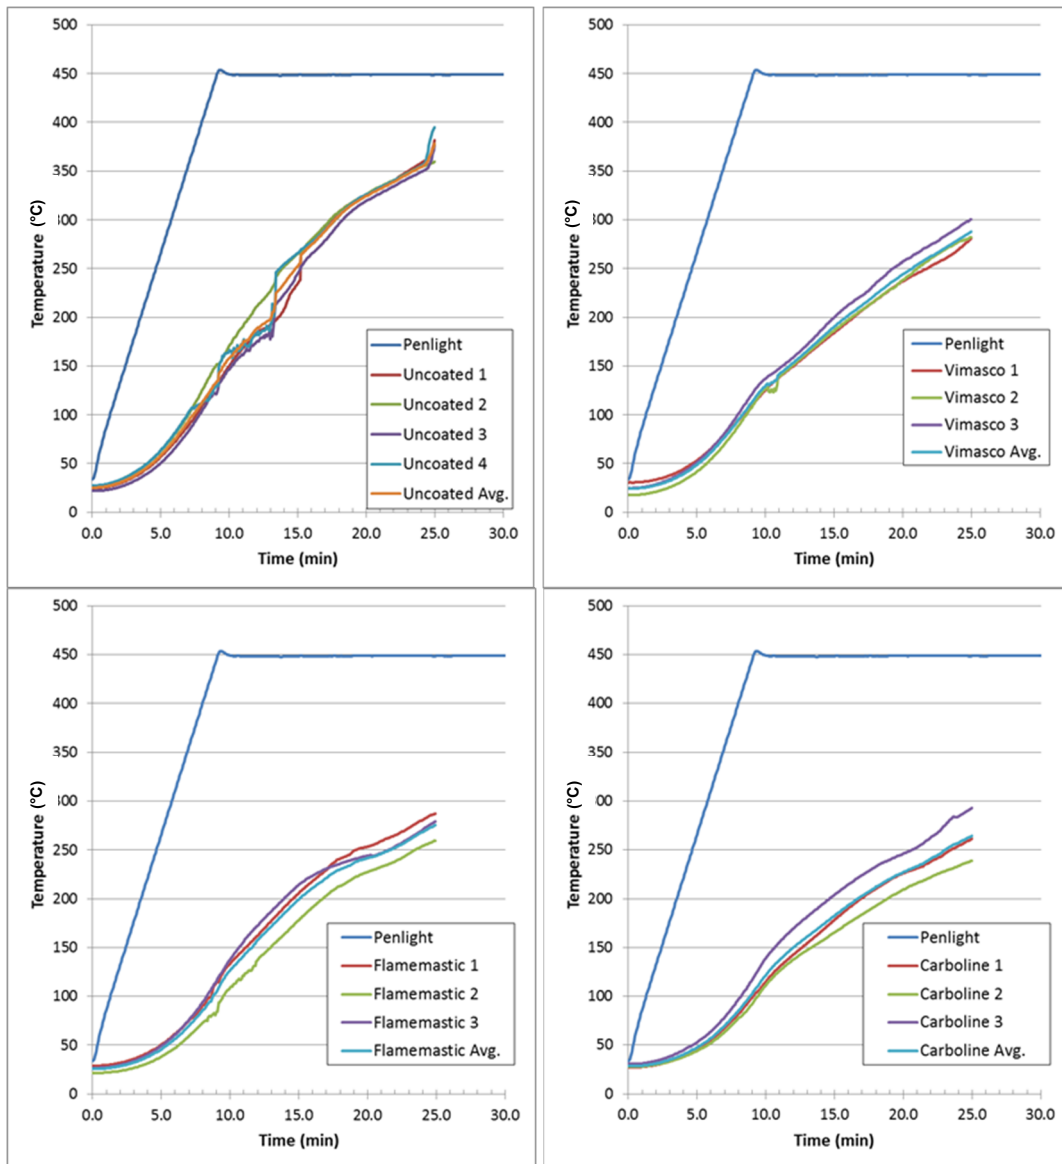 500
450
400
350
300
250
200
150
100
50
0
Temperature (°C)
Penlight
Uncoated 1
Uncoated 2
Uncoated 3
Uncoated 4
Uncoated Avg.
0.0 5.0 10.0 15.0 20.0 25.0 30.0
Time (min)
500
450
400
350
300
250
200
150
100
50
0
Temperature (°C)
Penlight
Vimasco 1
Vimasco 2
Vimasco 3
Vimasco Avg.
0.0 5.0 10.0 15.0 20.0 25.0 30.0
Time (min)
500
450
400
350
300
250
200
150
100
50
0
Temperature (°C)
Penlight
Flamemastic 1
Flamemastic 2
Flamemastic 3
Flamemastic Avg.
0.0 5.0 10.0 15.0 20.0 25.0 30.0
Time (min)
500
450
400
350
300
250
200
150
100
50
0
Temperature (°C)
Penlight
Carboline 1
Carboline 2
Carboline 3
Carboline Avg.
0.0 5.0 10.0 15.0 20.0 25.0 30.0
Time (min)